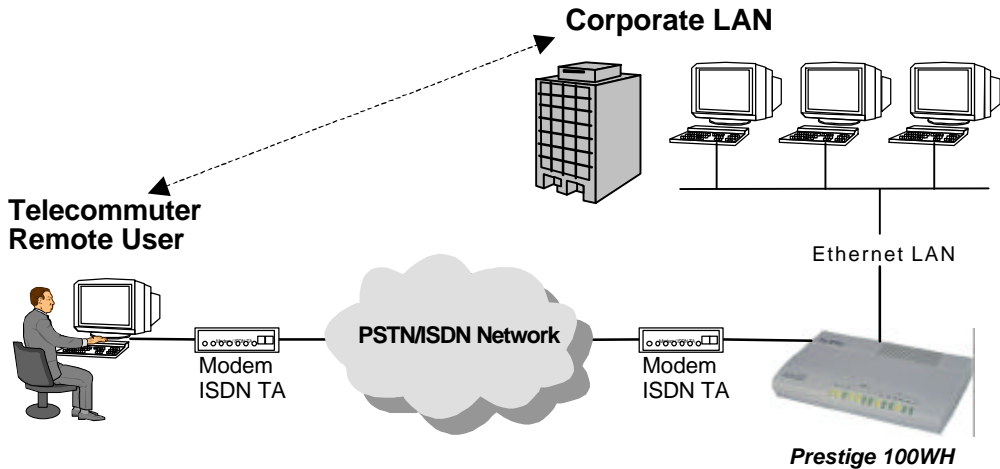 Corporate LAN
Telecommuter
Remote User
Ethernet LAN
PSTN/ISDN Network
Modem
ISDN TA
Modem
ISDN TA
Prestige 100WH